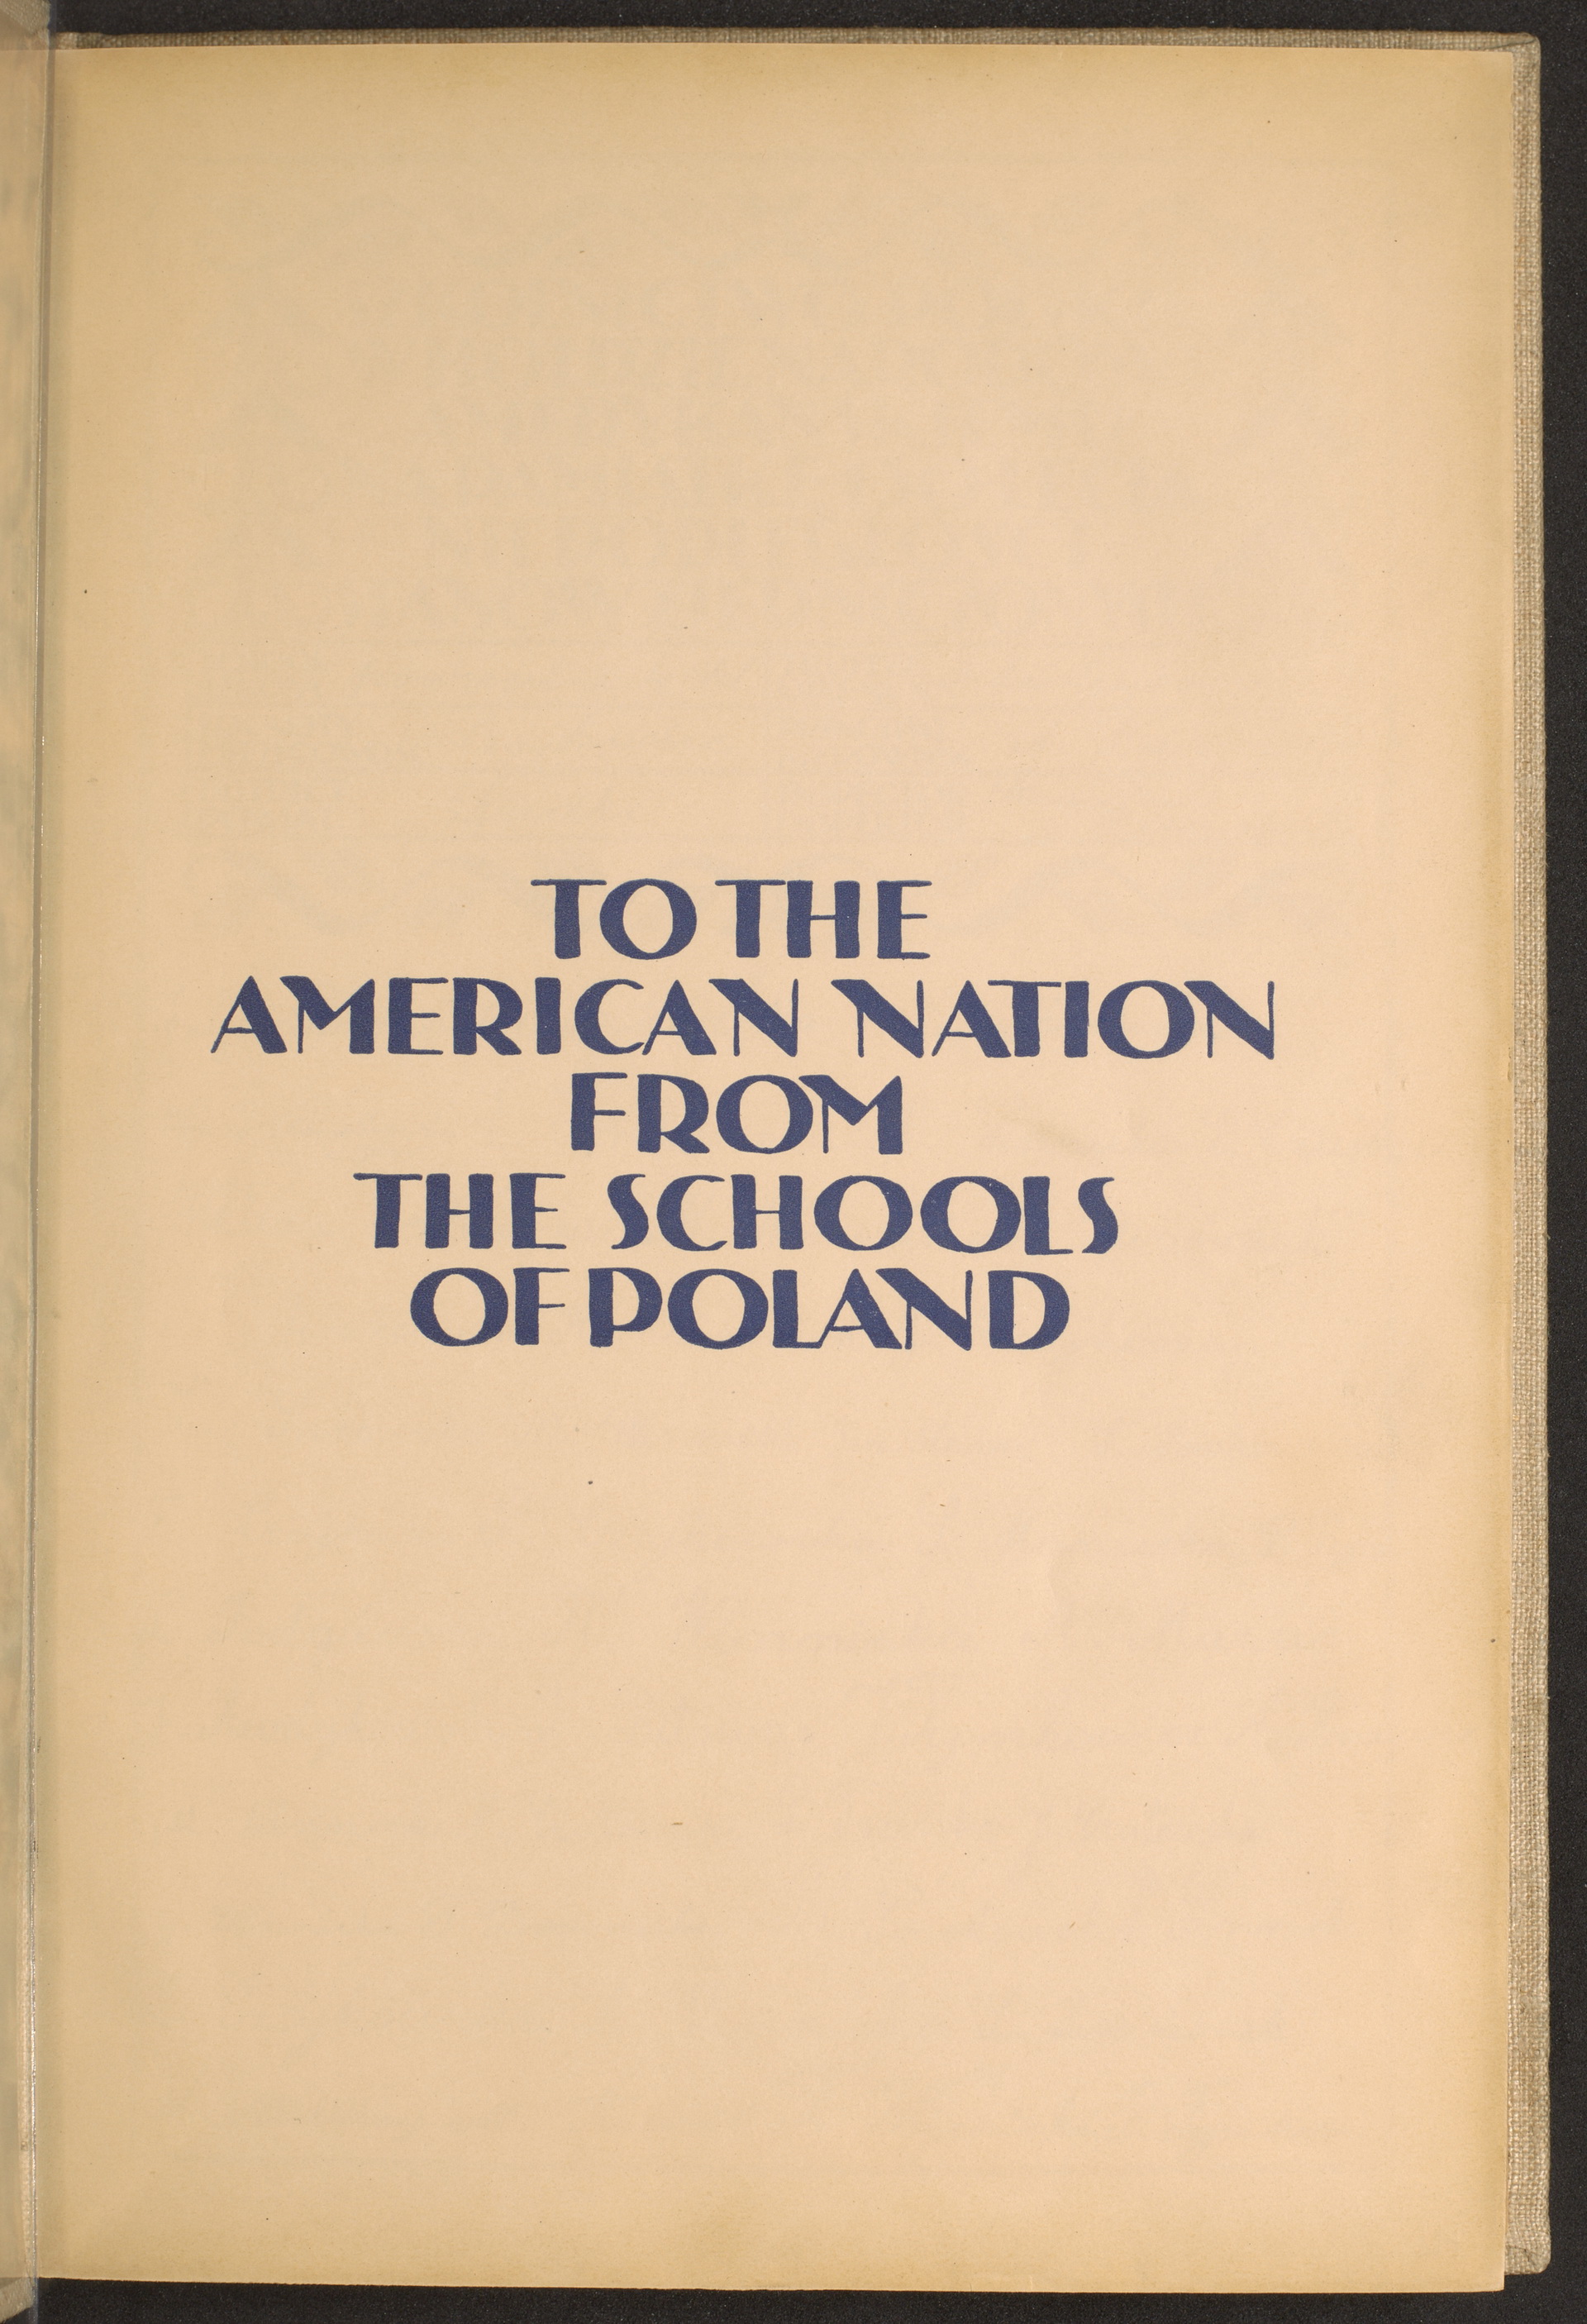 TO THE
AMERICAN NATION
FROM
THE SCHOOLS
OF POLAND